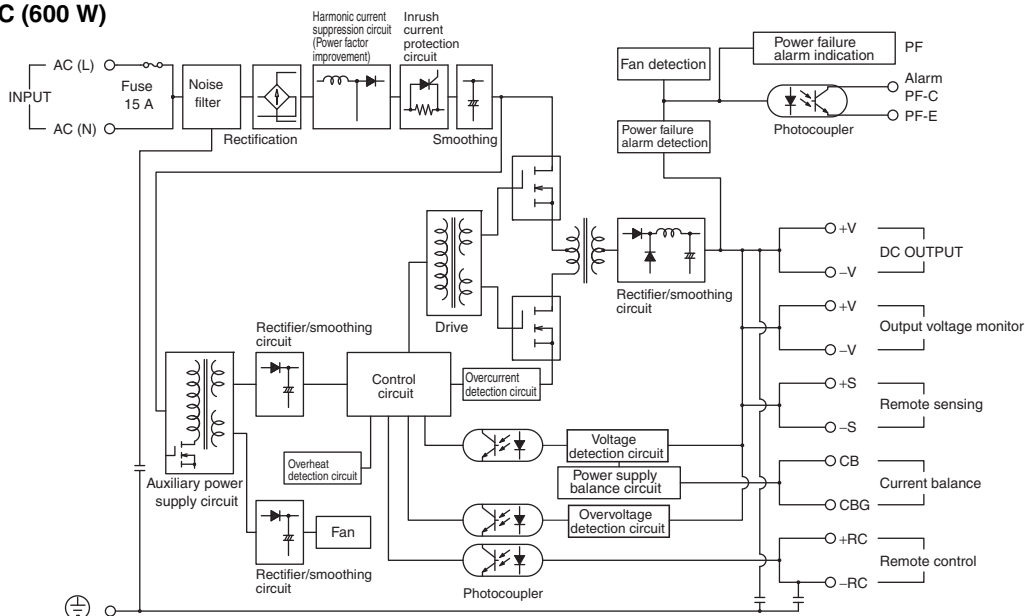 C (600 W)
INPUT
AC (L)
AC (N)
Fuse
15 A
Noise
filter
Rectification
Harmonic current
suppression circuit
(Power factor
improvement)
Inrush
current
protection
circuit
Smoothing
Fan detection
Power failure
alarm indication
PF
Alarm
PF-C
PF-E
Photocoupler
Power failure
alarm detection
Drive
Rectifier/smoothing
circuit
+V
DC OUTPUT
−V
+V
Output voltage monitor
−V
+S
Remote sensing
−S
CB
Current balance
CBG
+RC
Remote control
−RC
Rectifier/smoothing
circuit
Control
circuit
Overcurrent
detection circuit
Auxiliary power
supply circuit
Overheat
detection circuit
Voltage
detection circuit
Power supply
balance circuit
Overvoltage
detection circuit
Fan
Rectifier/smoothing
circuit
Photocoupler